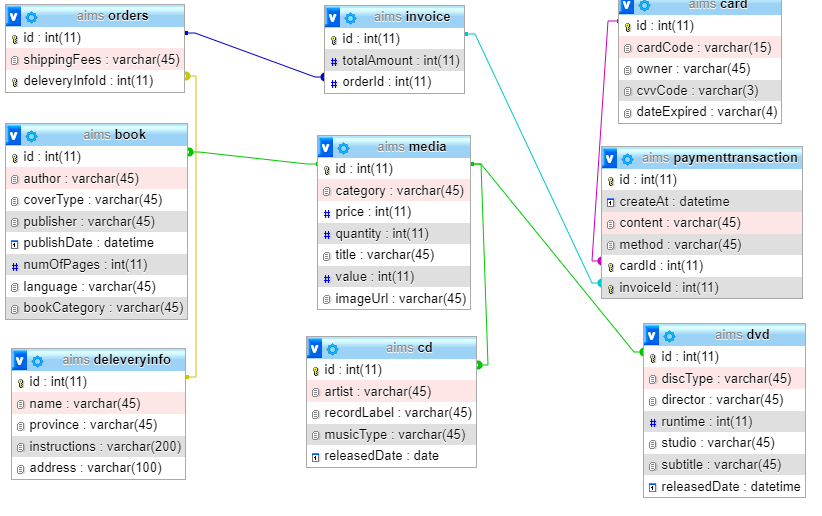 aims orders
id : int(11)
shippingFees : varchar(45)
deleveryInfoId : int(11)
aims invoice
id : int(11)
totalAmount : int(11)
orderId : int(11)
aims card
id : int(11)
cardCode : varchar(15)
owner : varchar(45)
cvvCode : varchar(3)
dateExpired : varchar(4)
aims book
id : int(11)
author : varchar(45)
coverType : varchar(45)
publisher : varchar(45)
publishDate : datetime
numOfPages : int(11)
language : varchar(45)
bookCategory : varchar(45)
aims media
id : int(11)
category : varchar(45)
price : int(11)
quantity : int(11)
title : varchar(45)
value : int(11)
imageUrl : varchar(45)
aims paymenttransaction
id : int(11)
createAt : datetime
content : varchar(45)
method : varchar(45)
cardId : int(11)
invoiceId : int(11)
aims deleveryinfo
id : int(11)
name : varchar(45)
province : varchar(45)
instructions : varchar(200)
address : varchar(100)
aims cd
id : int(11)
artist : varchar(45)
recordLabel : varchar(45)
musicType : varchar(45)
releasedDate : date
aims dvd
id : int(11)
discType : varchar(45)
director : varchar(45)
runtime : int(11)
studio : varchar(45)
subtitle : varchar(45)
releasedDate : datetime